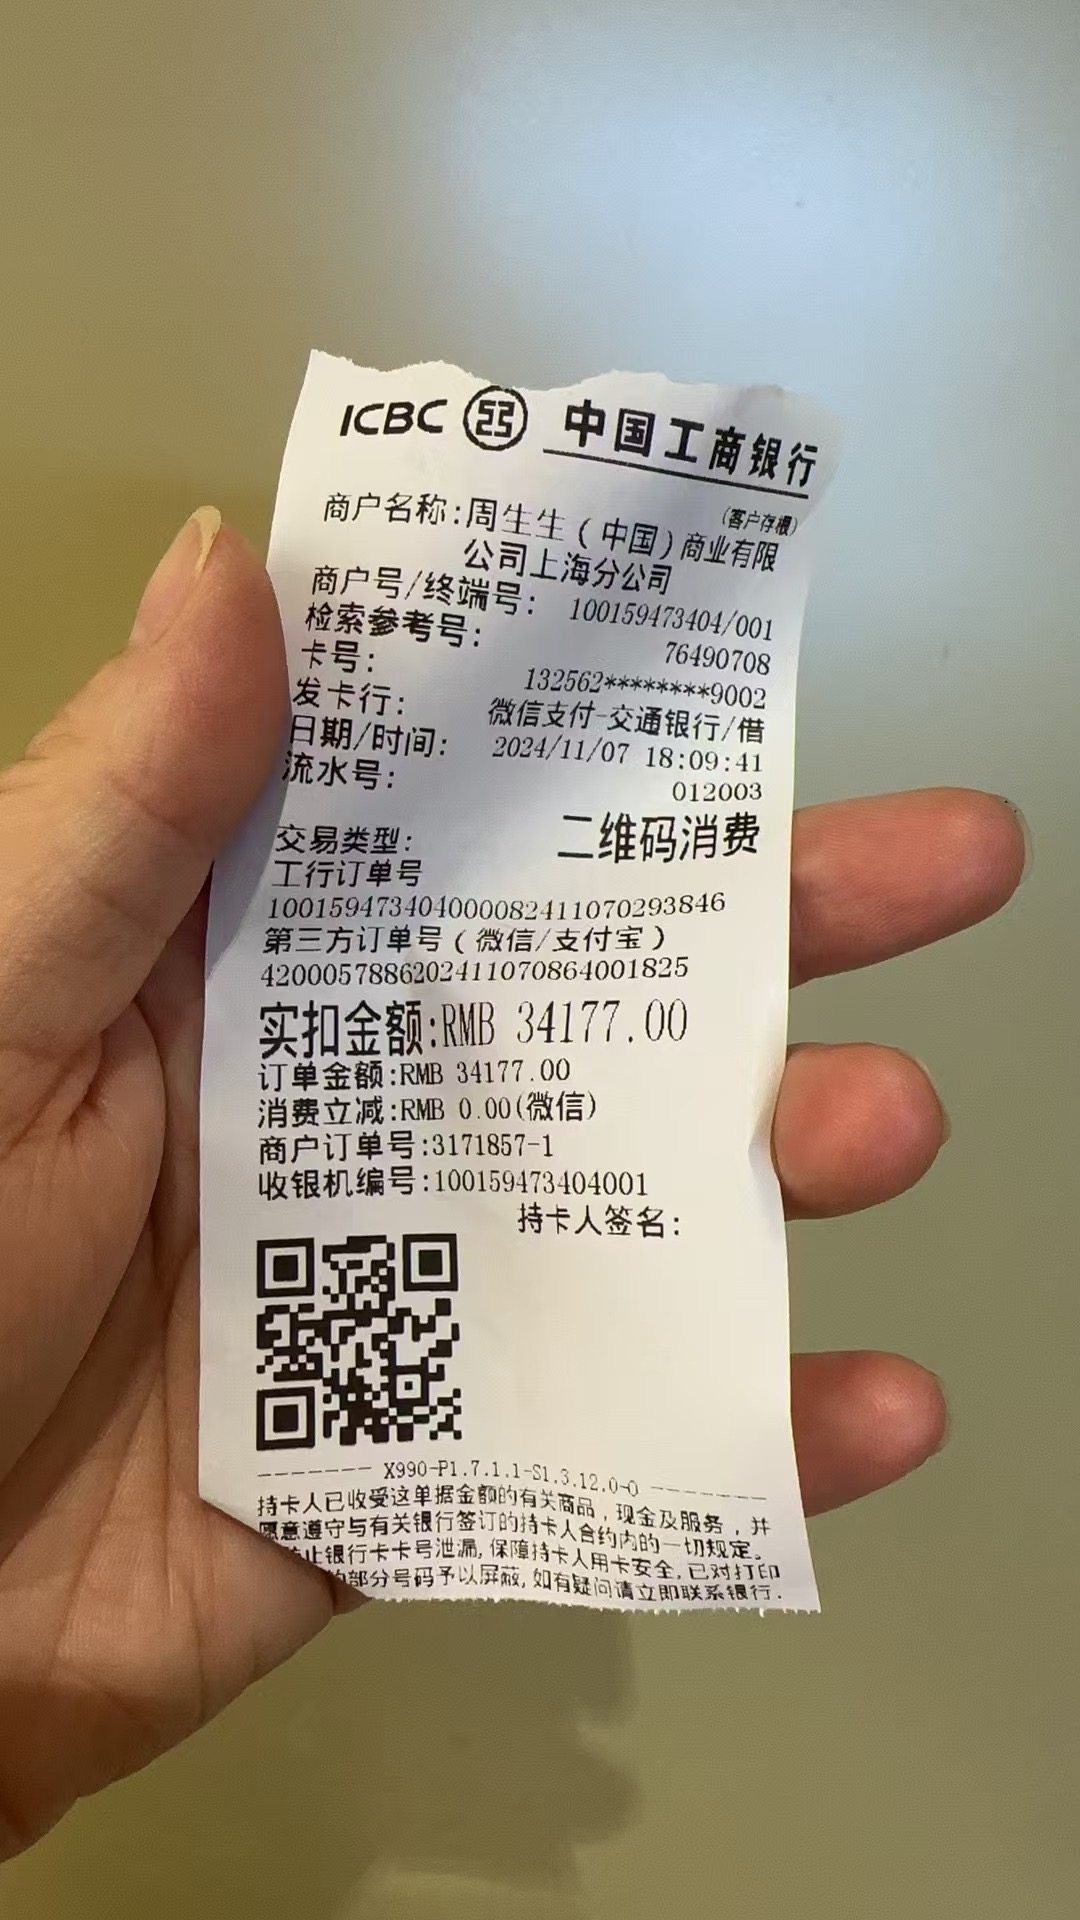 ICBC 中国工商银行
(客户存根)
商户名称:周生生(中国)商业有限
公司上海分公司
商户号/终端号: 100159473404/001
检索参考号: 76490708
卡号: 132562********9002
发卡行: 微信支付-交通银行/借
日期/时间: 2024/11/07 18:09:41
流水号: 012003
交易类型: 二维码消费
工行订单号
100159473404000082411070293846
第三方订单号(微信/支付宝)
4200057886202411070864001825
实扣金额:RMB 34177.00
订单金额:RMB 34177.00
消费立减:RMB 0.00(微信)
商户订单号:3171857-1
收银机编号:100159473404001
持卡人签名:
------- X990-P1.7.1.1-S1.3.12.0-0 -------
持卡人已收受这单据金额的有关商品,现金及服务,并
愿意遵守与有关银行签订的持卡人合约内的一切规定。
止银行卡卡号泄漏,保障持卡人用卡安全,已对打印
部分号码予以屏蔽,如有疑问请立即联系银行.